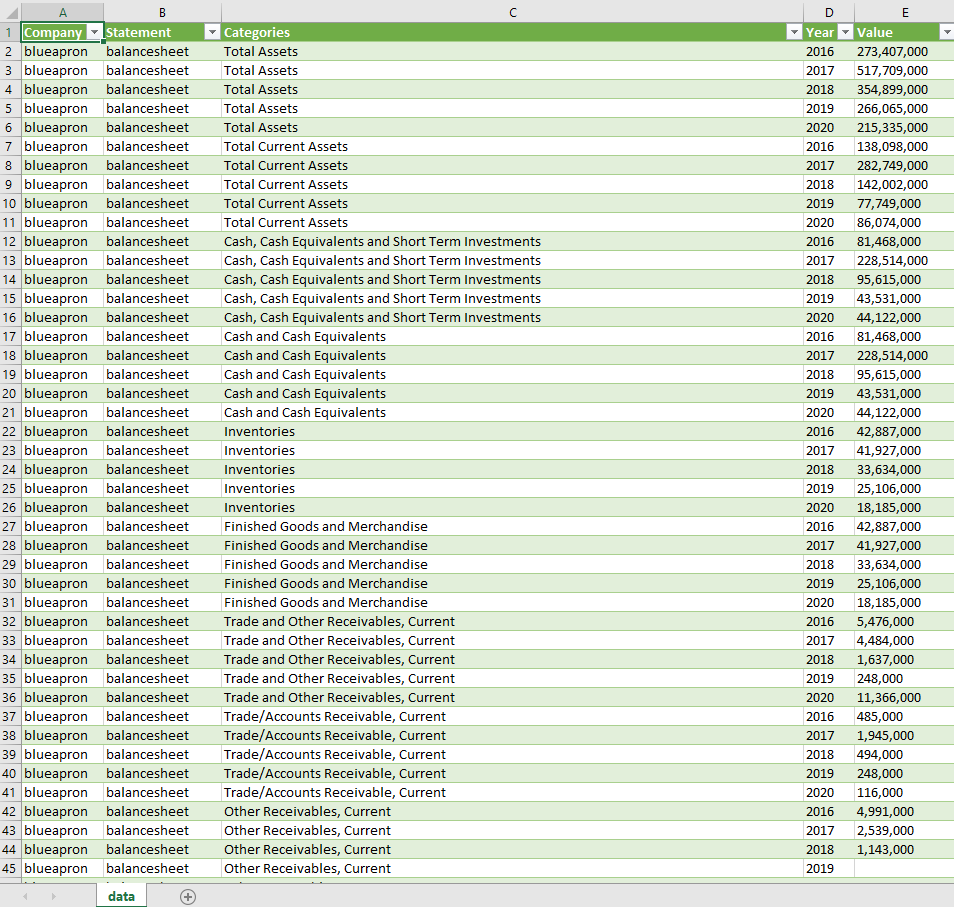 A B C D E
1 Company Statement Categories Year Value
2 blueapron balancesheet Total Assets 2016 273,407,000
3 blueapron balancesheet Total Assets 2017 517,709,000
4 blueapron balancesheet Total Assets 2018 354,899,000
5 blueapron balancesheet Total Assets 2019 266,065,000
6 blueapron balancesheet Total Assets 2020 215,335,000
7 blueapron balancesheet Total Current Assets 2016 138,098,000
8 blueapron balancesheet Total Current Assets 2017 282,749,000
9 blueapron balancesheet Total Current Assets 2018 142,002,000
10 blueapron balancesheet Total Current Assets 2019 77,749,000
11 blueapron balancesheet Total Current Assets 2020 86,074,000
12 blueapron balancesheet Cash, Cash Equivalents and Short Term Investments 2016 81,468,000
13 blueapron balancesheet Cash, Cash Equivalents and Short Term Investments 2017 228,514,000
14 blueapron balancesheet Cash, Cash Equivalents and Short Term Investments 2018 95,615,000
15 blueapron balancesheet Cash, Cash Equivalents and Short Term Investments 2019 43,531,000
16 blueapron balancesheet Cash, Cash Equivalents and Short Term Investments 2020 44,122,000
17 blueapron balancesheet Cash and Cash Equivalents 2016 81,468,000
18 blueapron balancesheet Cash and Cash Equivalents 2017 228,514,000
19 blueapron balancesheet Cash and Cash Equivalents 2018 95,615,000
20 blueapron balancesheet Cash and Cash Equivalents 2019 43,531,000
21 blueapron balancesheet Cash and Cash Equivalents 2020 44,122,000
22 blueapron balancesheet Inventories 2016 42,887,000
23 blueapron balancesheet Inventories 2017 41,927,000
24 blueapron balancesheet Inventories 2018 33,634,000
25 blueapron balancesheet Inventories 2019 25,106,000
26 blueapron balancesheet Inventories 2020 18,185,000
27 blueapron balancesheet Finished Goods and Merchandise 2016 42,887,000
28 blueapron balancesheet Finished Goods and Merchandise 2017 41,927,000
29 blueapron balancesheet Finished Goods and Merchandise 2018 33,634,000
30 blueapron balancesheet Finished Goods and Merchandise 2019 25,106,000
31 blueapron balancesheet Finished Goods and Merchandise 2020 18,185,000
32 blueapron balancesheet Trade and Other Receivables, Current 2016 5,476,000
33 blueapron balancesheet Trade and Other Receivables, Current 2017 4,484,000
34 blueapron balancesheet Trade and Other Receivables, Current 2018 1,637,000
35 blueapron balancesheet Trade and Other Receivables, Current 2019 248,000
36 blueapron balancesheet Trade and Other Receivables, Current 2020 11,366,000
37 blueapron balancesheet Trade/Accounts Receivable, Current 2016 485,000
38 blueapron balancesheet Trade/Accounts Receivable, Current 2017 1,945,000
39 blueapron balancesheet Trade/Accounts Receivable, Current 2018 494,000
40 blueapron balancesheet Trade/Accounts Receivable, Current 2019 248,000
41 blueapron balancesheet Trade/Accounts Receivable, Current 2020 116,000
42 blueapron balancesheet Other Receivables, Current 2016 4,991,000
43 blueapron balancesheet Other Receivables, Current 2017 2,539,000
44 blueapron balancesheet Other Receivables, Current 2018 1,143,000
45 blueapron balancesheet Other Receivables, Current 2019
data